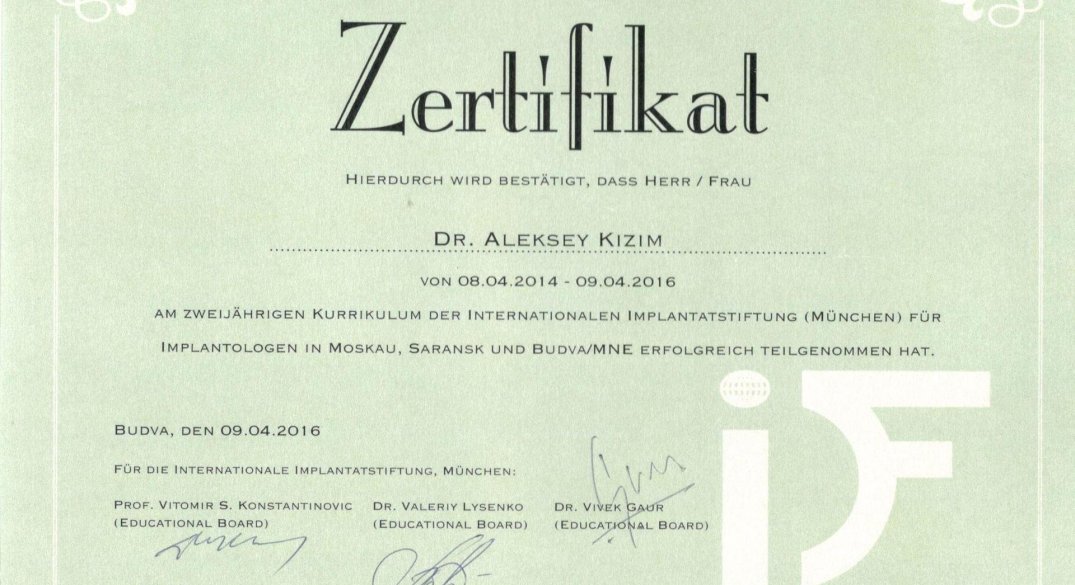 Zertifikat
Hierdurch wird bestätigt, dass Herr / Frau
Dr. Aleksey Kizim
von 08.04.2014 - 09.04.2016
am zweijährigen Kurrikulum der Internationalen Implantatstiftung (München) für
Implantologen in Moskau, Saransk und Budva/MNE erfolgreich teilgenommen hat.
Budva, den 09.04.2016
Für die Internationale Implantatstiftung, München:
Prof. Vitomir S. Konstantinovic Dr. Valeriy Lysenko Dr. Vivek Gaur
(Educational Board) (Educational Board) (Educational Board)
iF